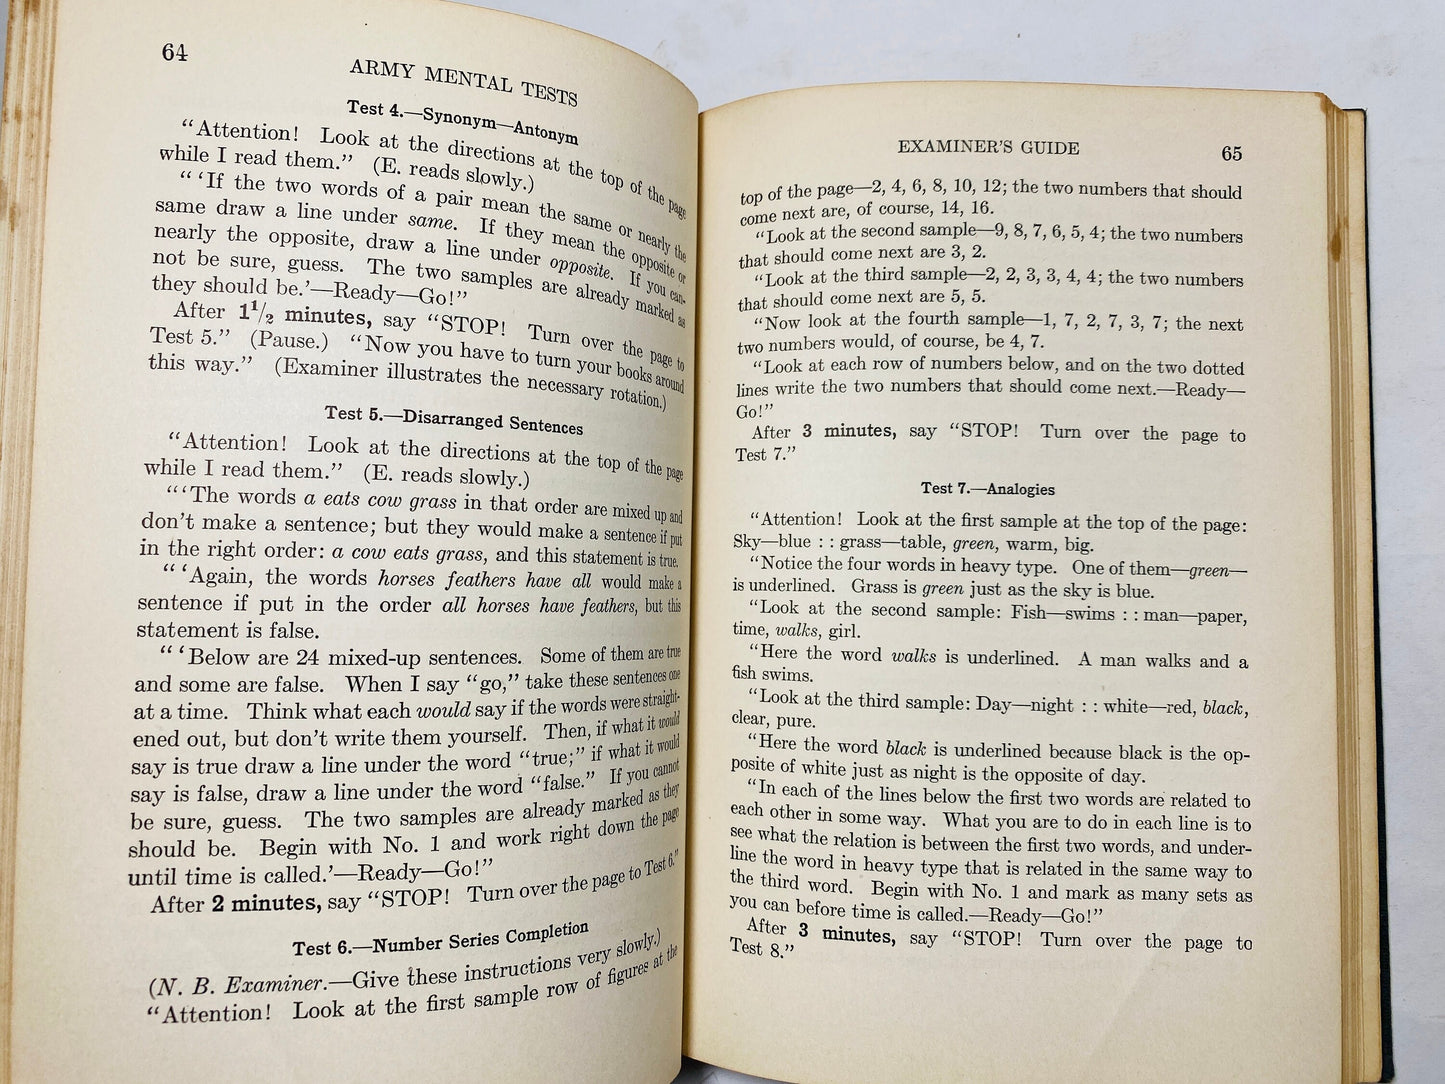 64
ARMY MENTAL TESTS
Test 4.—Synonym—Antonym
“Attention! Look at the directions at the top of the page
while I read them.” (E. reads slowly.)
“ ‘If the two words of a pair mean the same or nearly the
same draw a line under same. If they mean the opposite or
nearly the opposite, draw a line under opposite. If you can-
not be sure, guess. The two samples are already marked as
they should be.’—Ready—Go!”
After 1 1/2 minutes, say “STOP! Turn over the page to
Test 5.” (Pause.) “Now you have to turn your books around
this way.” (Examiner illustrates the necessary rotation.)
Test 5.—Disarranged Sentences
“Attention! Look at the directions at the top of the page
while I read them.” (E. reads slowly.)
“ ‘The words a eats cow grass in that order are mixed up and
don’t make a sentence; but they would make a sentence if put
in the right order: a cow eats grass, and this statement is true.
“ ‘Again, the words horses feathers have all would make a
sentence if put in the order all horses have feathers, but this
statement is false.
“ ‘Below are 24 mixed-up sentences. Some of them are true
and some are false. When I say “go,” take these sentences one
at a time. Think what each would say if the words were straight-
ened out, but don’t write them yourself. Then, if what it would
say is true draw a line under the word “true;” if what it would
say is false, draw a line under the word “false.” If you cannot
be sure, guess. The two samples are already marked as they
should be. Begin with No. 1 and work right down the page
until time is called.’—Ready—Go!”
After 2 minutes, say “STOP! Turn over the page to Test 6.”
Test 6.—Number Series Completion
(N. B. Examiner.—Give these instructions very slowly.)
“Attention! Look at the first sample row of figures at the
EXAMINER’S GUIDE
65
top of the page—2, 4, 6, 8, 10, 12; the two numbers that should
come next are, of course, 14, 16.
“Look at the second sample—9, 8, 7, 6, 5, 4; the two numbers
that should come next are 3, 2.
“Look at the third sample—2, 2, 3, 3, 4, 4; the two numbers
that should come next are 5, 5.
“Now look at the fourth sample—1, 7, 2, 7, 3, 7; the next
two numbers would, of course, be 4, 7.
“Look at each row of numbers below, and on the two dotted
lines write the two numbers that should come next.—Ready—
Go!”
After 3 minutes, say “STOP! Turn over the page to
Test 7.”
Test 7.—Analogies
“Attention! Look at the first sample at the top of the page:
Sky—blue : : grass—table, green, warm, big.
“Notice the four words in heavy type. One of them—green—
is underlined. Grass is green just as the sky is blue.
“Look at the second sample: Fish—swims : : man—paper,
time, walks, girl.
“Here the word walks is underlined. A man walks and a
fish swims.
“Look at the third sample: Day—night : : white—red, black,
clear, pure.
“Here the word black is underlined because black is the op-
posite of white just as night is the opposite of day.
“In each of the lines below the first two words are related to
each other in some way. What you are to do in each line is to
see what the relation is between the first two words, and under-
line the word in heavy type that is related in the same way to
the third word. Begin with No. 1 and mark as many sets as
you can before time is called.—Ready—Go!”
After 3 minutes, say “STOP! Turn over the page to
Test 8.”